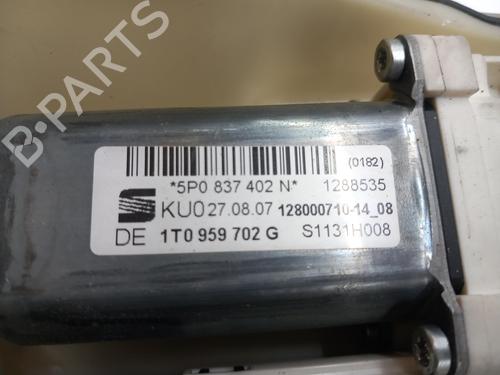 B-PARTS
(0182)
*5P0 837 402 N* 1288535
KU0 27.08.07 128000710-14_08
DE 1T0 959 702 G S1131H008